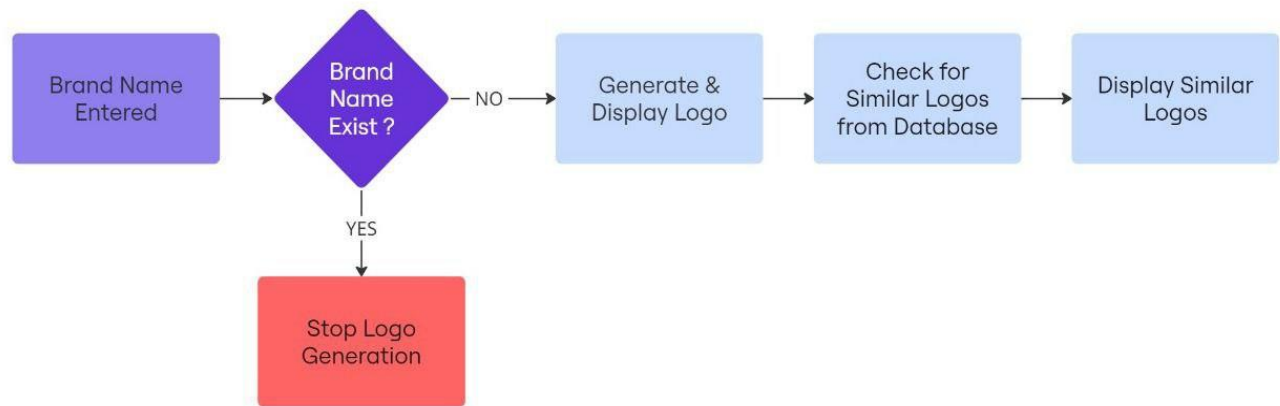 Brand Name
Entered
Brand
Name
Exist ?
NO
Generate &
Display Logo
Check for
Similar Logos
from Database
Display Similar
Logos
YES
Stop Logo
Generation